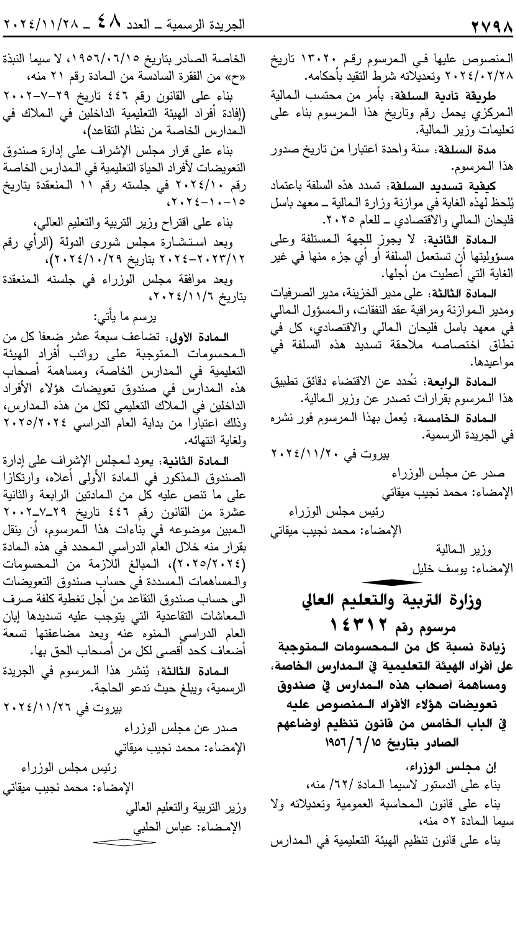 ٢٧٩٨
الجريدة الرسمية ــ العدد ٤٨ ــ ٢٠٢٤/١١/٢٨
المنصوص عليها في المرسوم رقم ١٣٠٢٠ تاريخ
٢٠٢٤/٠٢/٢٨ وتعديلاته شرط التقيد بأحكامه.
طريقة تأدية السلفة: بأمر من محتسب المالية
المركزي يحمل رقم وتاريخ هذا المرسوم بناء على
تعليمات وزير المالية.
مدة السلفة: سنة واحدة اعتبارا من تاريخ صدور
هذا المرسوم.
كيفية تسديد السلفة: تسدد هذه السلفة باعتماد
يُلحظ لهذه الغاية في موازنة وزارة المالية ــ معهد باسل
فليحان المالي والاقتصادي ــ للعام ٢٠٢٥.
المادة الثانية: لا يجوز للجهة المستلفة وعلى
مسؤوليتها أن تستعمل السلفة أو أي جزء منها في غير
الغاية التي أعطيت من أجلها.
المادة الثالثة: على مدير الخزينة، مدير الصرفيات
ومدير الموازنة ومراقبة عقد النفقات، والمسؤول المالي
في معهد باسل فليحان المالي والاقتصادي، كل في
نطاق اختصاصه ملاحقة تسديد هذه السلفة في
مواعيدها.
المادة الرابعة: تُحدد عن الاقتضاء دقائق تطبيق
هذا المرسوم بقرارات تصدر عن وزير المالية.
المادة الخامسة: يُعمل بهذا المرسوم فور نشره
في الجريدة الرسمية.
بيروت في ٢٠٢٤/١١/٢٠
صدر عن مجلس الوزراء
الإمضاء: محمد نجيب ميقاتي
رئيس مجلس الوزراء
الإمضاء: محمد نجيب ميقاتي
وزير المالية
الإمضاء: يوسف خليل
وزارة التربية والتعليم العالي
مرسوم رقم ١٤٣١٢
زيادة نسبة كل من المحسومات المتوجبة
على أفراد الهيئة التعليمية في المدارس الخاصة،
ومساهمة أصحاب هذه المدارس في صندوق
تعويضات هؤلاء الأفراد المنصوص عليه
في الباب الخامس من قانون تنظيم أوضاعهم
الصادر بتاريخ ١٩٥٦/٦/١٥
إن مجلس الوزراء،
بناء على الدستور لاسيما المادة /٦٢/ منه،
بناء على قانون المحاسبة العمومية وتعديلاته ولا
سيما المادة ٥٢ منه،
بناء على قانون تنظيم الهيئة التعليمية في المدارس
الخاصة الصادر بتاريخ ١٩٥٦/٠٦/١٥، لا سيما النبذة
«ح» من الفقرة السادسة من المادة رقم ٢١ منه،
بناء على القانون رقم ٤٤٦ تاريخ ٢٩-٧-٢٠٠٢
(إفادة أفراد الهيئة التعليمية الداخلين في الملاك في
المدارس الخاصة من نظام التقاعد)،
بناء على قرار مجلس الإشراف على إدارة صندوق
التعويضات لأفراد الحياة التعليمية في المدارس الخاصة
رقم ٢٠٢٤/١٠ في جلسته رقم ١١ المنعقدة بتاريخ
١٥-١٠-٢٠٢٤،
بناء على اقتراح وزير التربية والتعليم العالي،
وبعد استشارة مجلس شورى الدولة (الرأي رقم
٢٠٢٣/١٢-٢٠٢٤ بتاريخ ٢٠٢٤/١٠/٢٩)،
وبعد موافقة مجلس الوزراء في جلسته المنعقدة
بتاريخ ٢٠٢٤/١١/٦،
يرسم ما يأتي:
المادة الأولى: تضاعف سبعة عشر ضعفا كل من
المحسومات المتوجبة على رواتب أفراد الهيئة
التعليمية في المدارس الخاصة، ومساهمة أصحاب
هذه المدارس في صندوق تعويضات هؤلاء الأفراد
الداخلين في الملاك التعليمي لكل من هذه المدارس،
وذلك اعتبارا من بداية العام الدراسي ٢٠٢٥/٢٠٢٤
ولغاية انتهائه.
المادة الثانية: يعود لمجلس الإشراف على إدارة
الصندوق المذكور في المادة الأولى أعلاه، وارتكازا
على ما تنص عليه كل من المادتين الرابعة والثانية
عشرة من القانون رقم ٤٤٦ تاريخ ٢٩ــ٧ــ٢٠٠٢
المبين موضوعه في بناءات هذا المرسوم، أن ينقل
بقرار منه خلال العام الدراسي المحدد في هذه المادة
(٢٠٢٥/٢٠٢٤)، المبالغ اللازمة من المحسومات
والمساهمات المسددة في حساب صندوق التعويضات
الى حساب صندوق التقاعد من أجل تغطية كلفة صرف
المعاشات التقاعدية التي يتوجب عليه تسديدها إبان
العام الدراسي المنوه عنه وبعد مضاعفتها تسعة
أضعاف كحد أقصى لكل من أصحاب الحق بها.
المادة الثالثة: يُنشر هذا المرسوم في الجريدة
الرسمية، ويبلغ حيث تدعو الحاجة.
بيروت في ٢٠٢٤/١١/٢٦
صدر عن مجلس الوزراء
الإمضاء: محمد نجيب ميقاتي
رئيس مجلس الوزراء
الإمضاء: محمد نجيب ميقاتي
وزير التربية والتعليم العالي
الإمضاء: عباس الحلبي